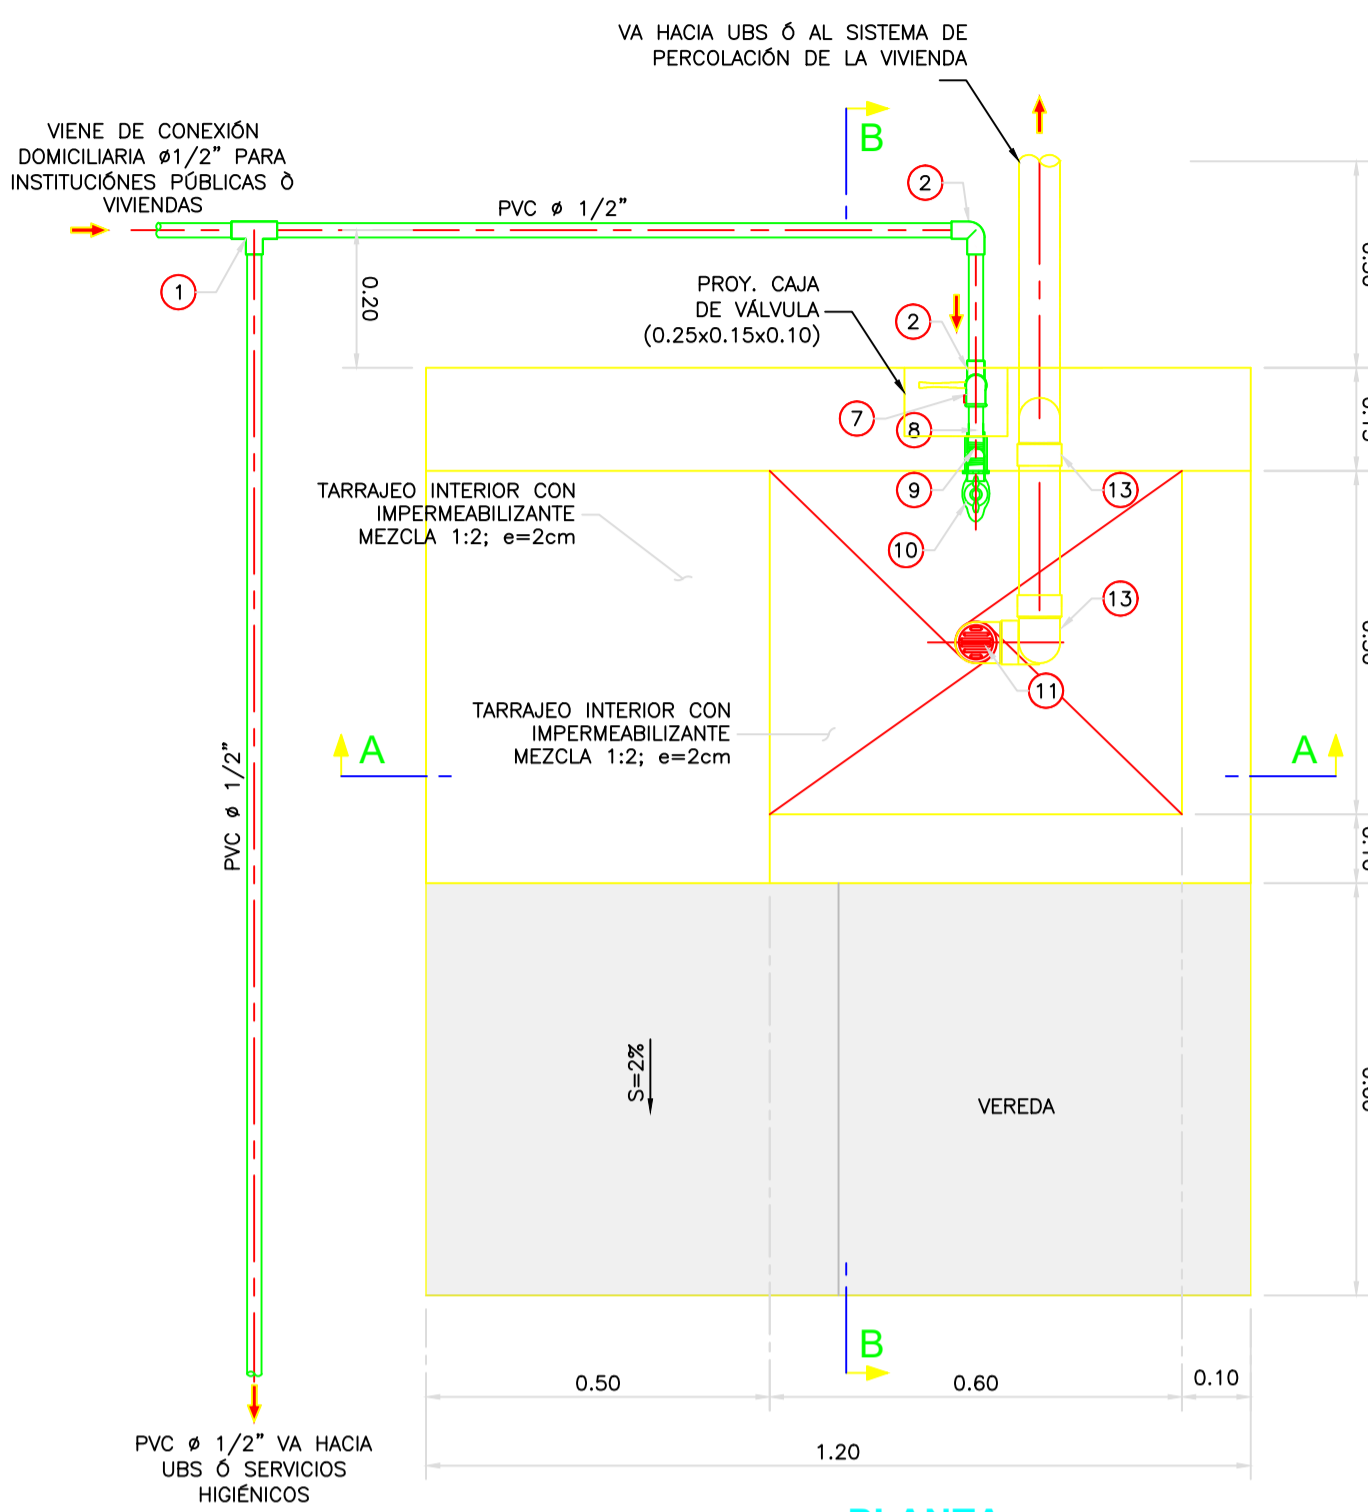 VA HACIA UBS Ó AL SISTEMA DE
PERCOLACIÓN DE LA VIVIENDA
VIENE DE CONEXIÓN
DOMICILIARIA ø1/2" PARA
INSTITUCIÓNES PÚBLICAS Ò
VIVIENDAS
B
2
PVC ø 1/2"
1
0.20
PROY. CAJA
DE VÁLVULA
(0.25x0.15x0.10)
2
7
8
9
13
10
TARRAJEO INTERIOR CON
IMPERMEABILIZANTE
MEZCLA 1:2; e=2cm
13
11
TARRAJEO INTERIOR CON
IMPERMEABILIZANTE
MEZCLA 1:2; e=2cm
A
A
PVC ø 1/2"
S=2%
VEREDA
B
0.50
0.60
0.10
1.20
PVC ø 1/2" VA HACIA
UBS Ó SERVICIOS
HIGIÉNICOS